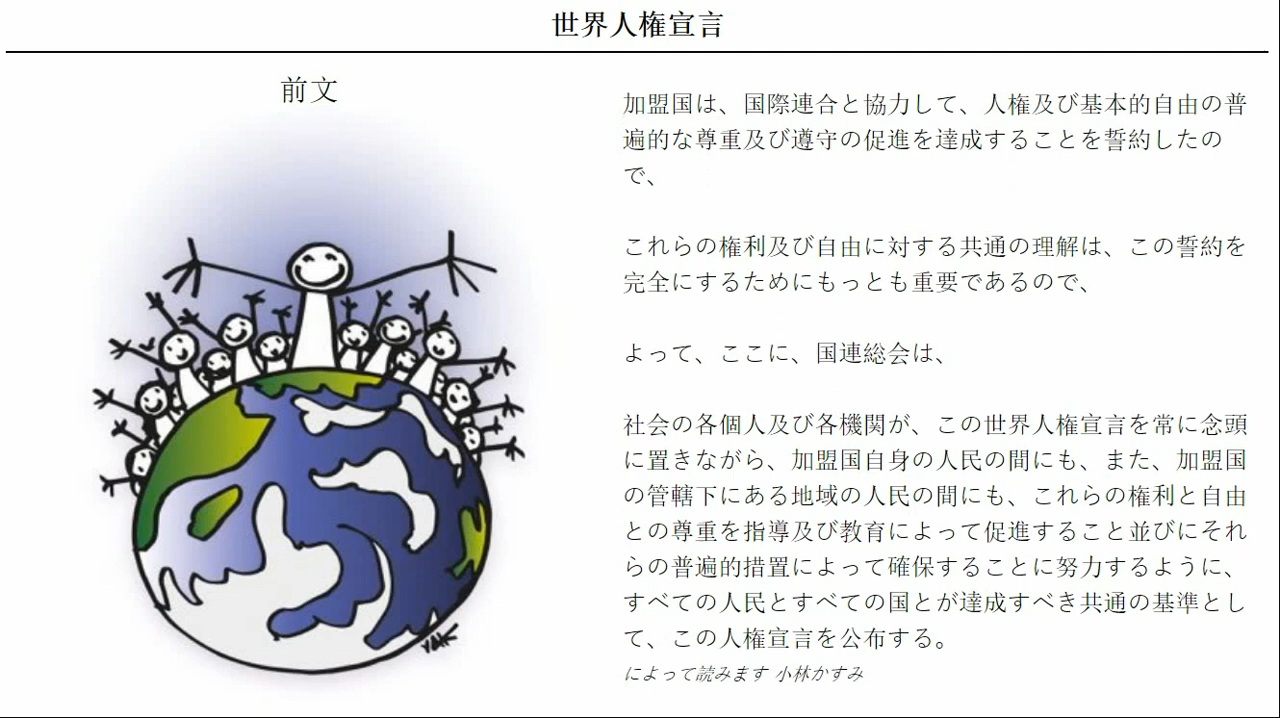 世界人権宣言
前文
加盟国は、国際連合と協力して、人権及び基本的自由の普
遍的な尊重及び遵守の促進を達成することを誓約したの
で、
これらの権利及び自由に対する共通の理解は、この誓約を
完全にするためにもっとも重要であるので、
よって、ここに、国連総会は、
社会の各個人及び各機関が、この世界人権宣言を常に念頭
に置きながら、加盟国自身の人民の間にも、また、加盟国
の管轄下にある地域の人民の間にも、これらの権利と自由
との尊重を指導及び教育によって促進すること並びにそれ
らの普遍的措置によって確保することに努力するように、
すべての人民とすべての国とが達成すべき共通の基準とし
て、この人権宣言を公布する。
によって読みます 小林かすみ